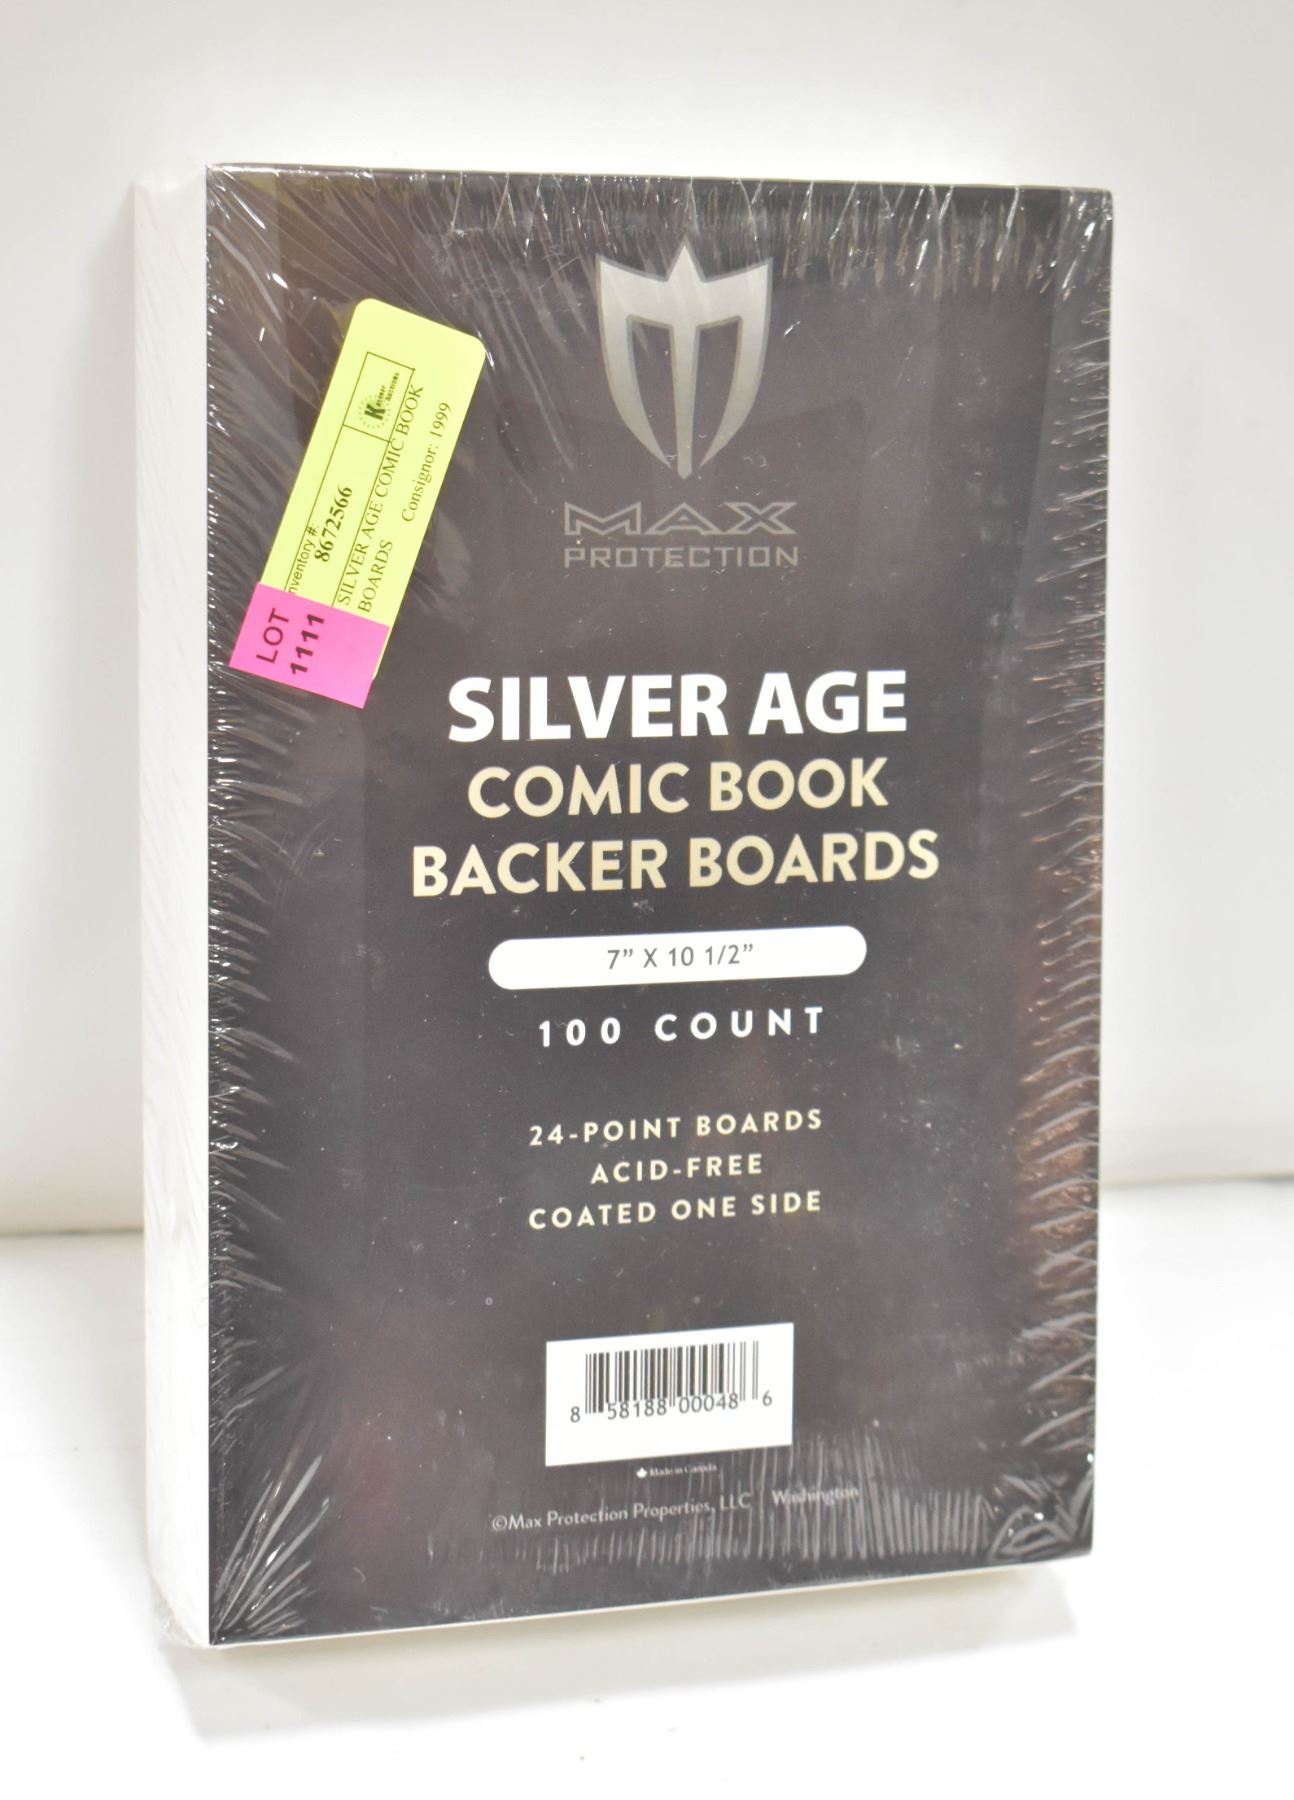 MAX
PROTECTION
Inventory #:
8672566
Kastner
Auctions
SILVER AGE COMIC BOOK
BOARDS
Consignor: 1999
LOT
1111
SILVER AGE
COMIC BOOK
BACKER BOARDS
7” X 10 1/2”
100 COUNT
24-POINT BOARDS
ACID-FREE
COATED ONE SIDE
8 58188 00048 6
Made in Canada
©Max Protection Properties, LLC Washington